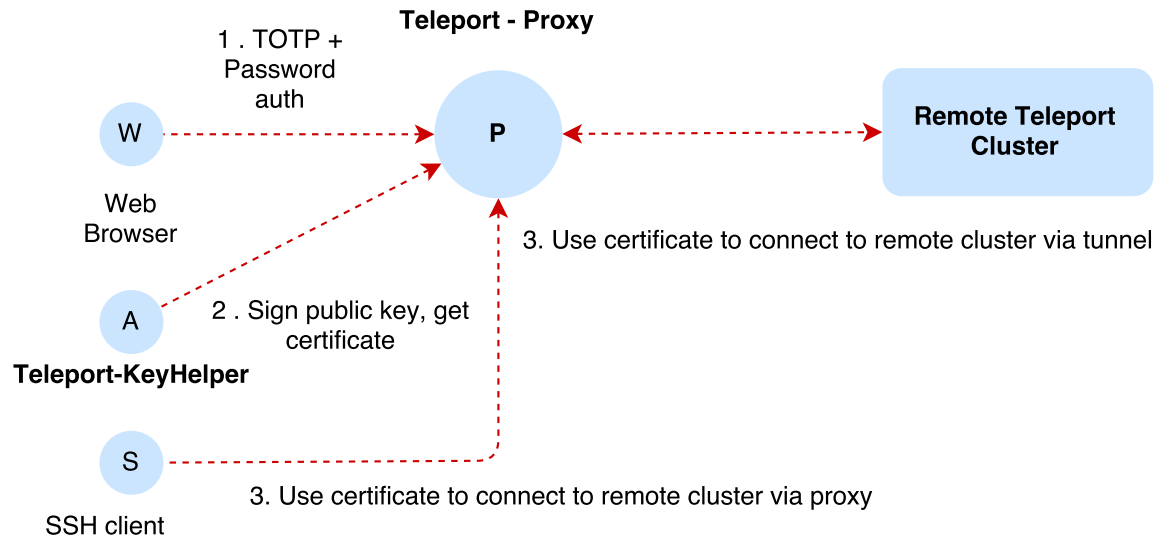 Teleport - Proxy
1 . TOTP +
Password
auth
W
P
Remote Teleport
Cluster
Web
Browser
3. Use certificate to connect to remote cluster via tunnel
2 . Sign public key, get
certificate
A
Teleport-KeyHelper
S
3. Use certificate to connect to remote cluster via proxy
SSH client